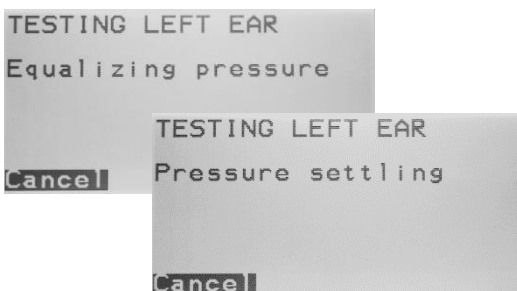 TESTING LEFT EAR
Equalizing pressure
Cancel
TESTING LEFT EAR
Pressure settling
Cancel